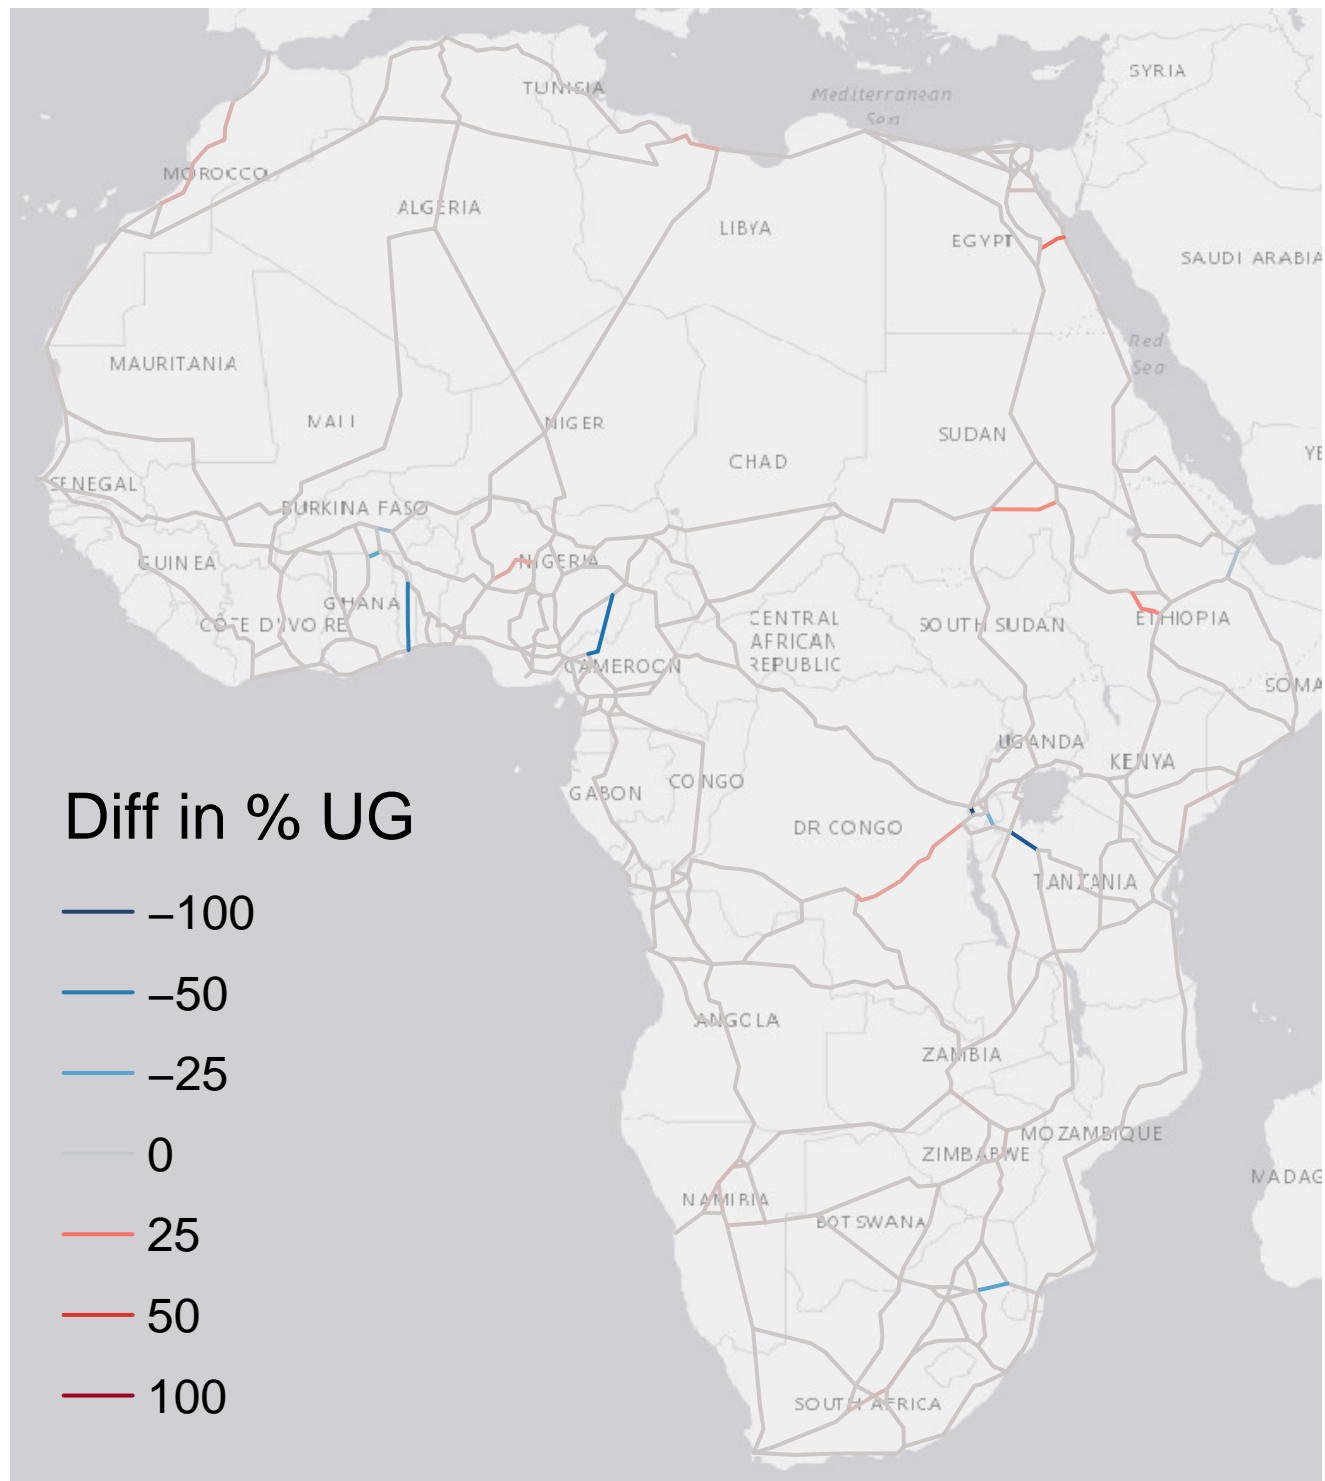 SYRIA
TUNISIA
Mediterranean
Sea
MOROCCO
ALGERIA
LIBYA
EGYPT
SAUDI ARABIA
Red
Sea
MAURITANIA
MALI
NIGER
SUDAN
CHAD
YE
SENEGAL
BURKINA FASO
GUINEA
NIGERIA
GHANA
CÔTE D'IVOIRE
CENTRAL
AFRICAN
REPUBLIC
SOUTH SUDAN
ETHIOPIA
CAMEROON
SOMA
UGANDA
KENYA
GABON
CONGO
DR CONGO
TANZANIA
Diff in % UG
–100
–50
–25
0
25
50
100
ANGOLA
ZAMBIA
MOZAMBIQUE
ZIMBABWE
MADAG
NAMIBIA
BOTSWANA
SOUTH AFRICA